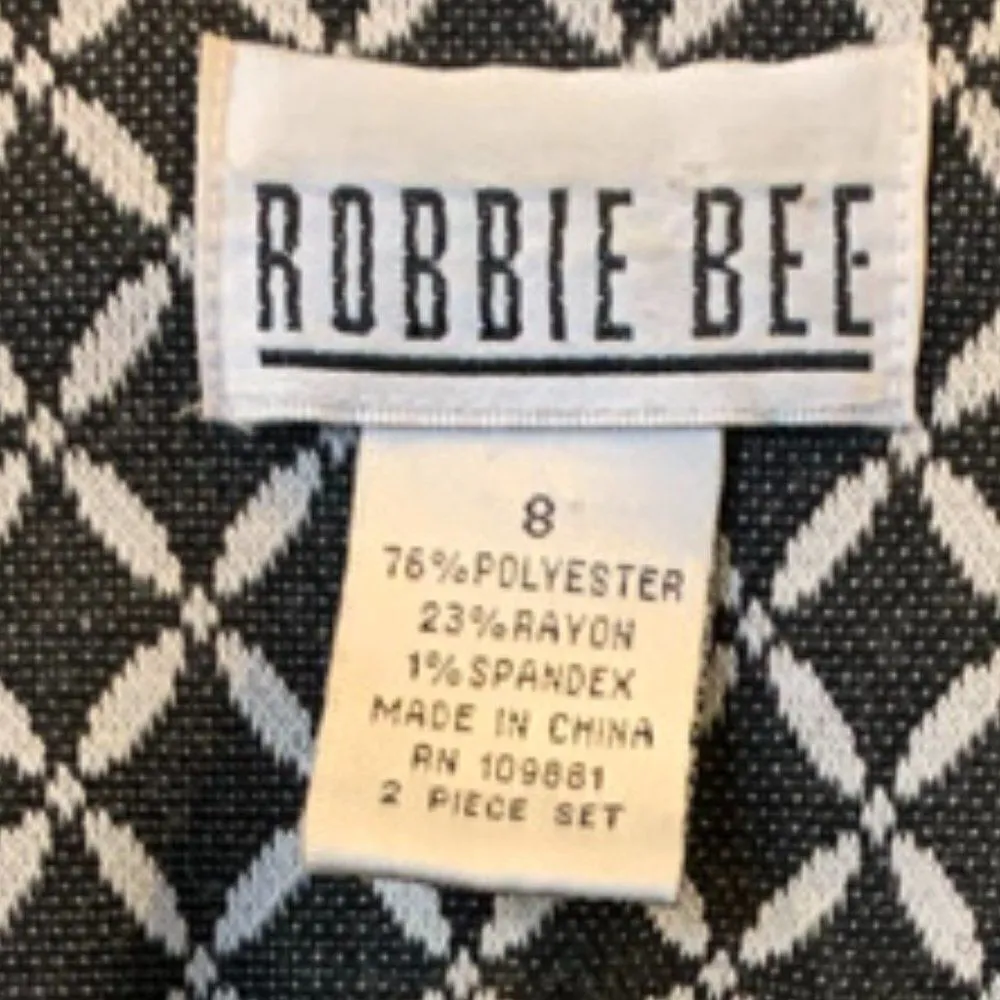 ROBBIE BEE
8
76%POLYESTER
23%RAYON
1%SPANDEX
MADE IN CHINA
RN 109881
2 PIECE SET